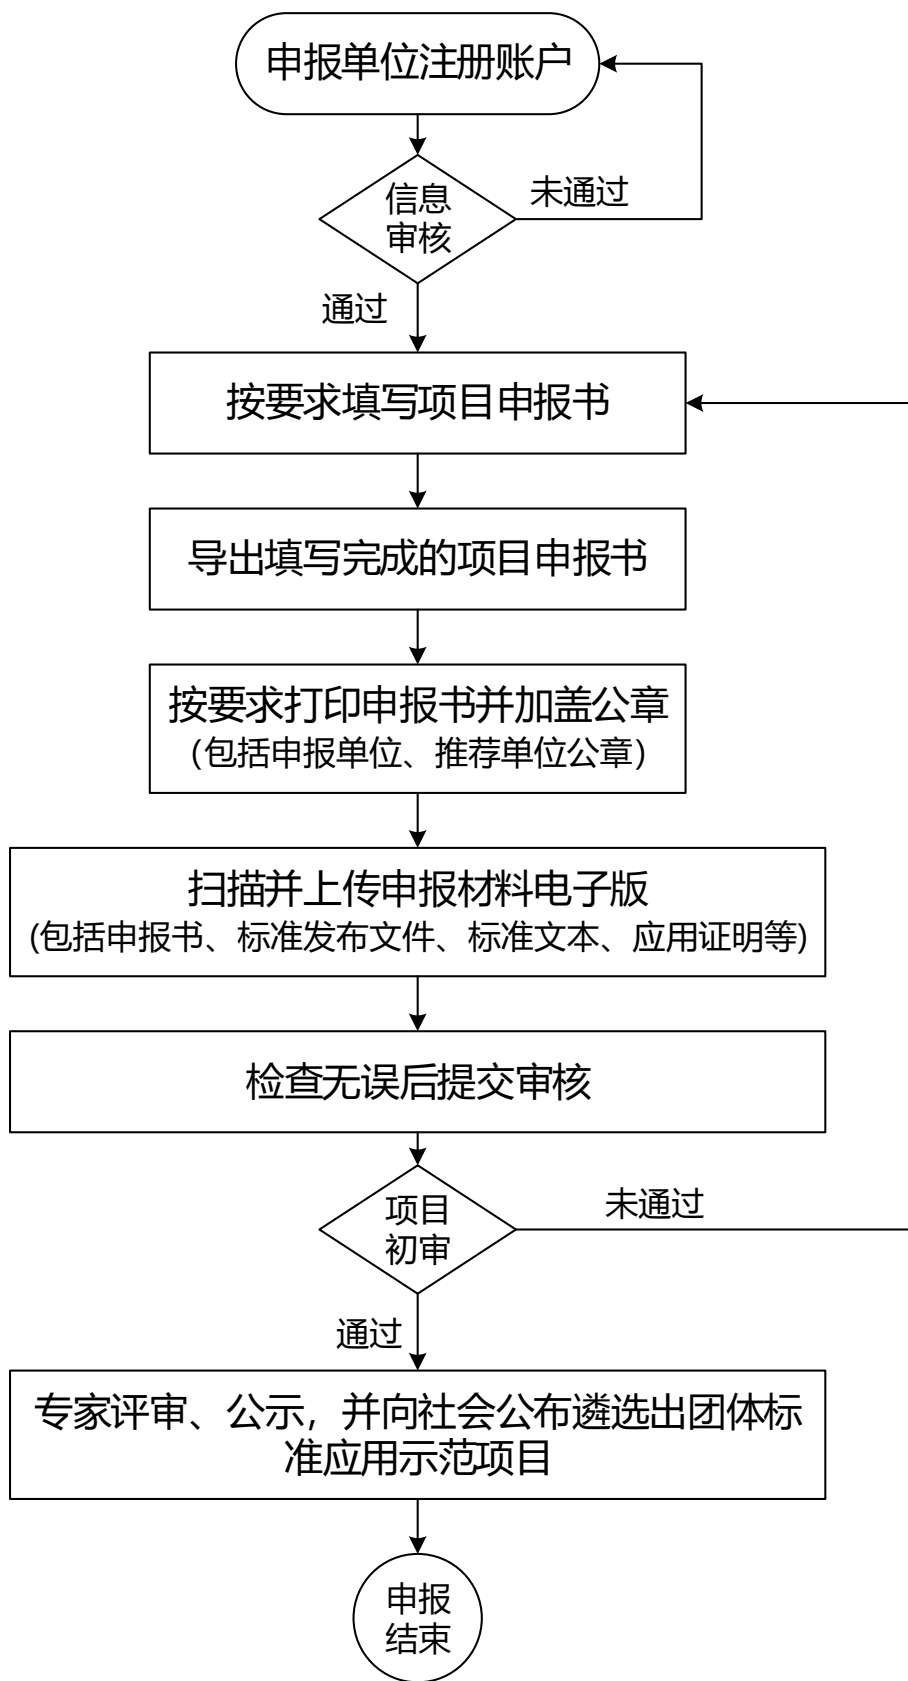 申报单位注册账户
信息
审核
未通过
通过
按要求填写项目申报书
导出填写完成的项目申报书
按要求打印申报书并加盖公章
（包括申报单位、推荐单位公章）
扫描并上传申报材料电子版
(包括申报书、标准发布文件、标准文本、应用证明等)
检查无误后提交审核
项目
初审
未通过
通过
专家评审、公示，并向社会公布遴选出团体标
准应用示范项目
申报
结束